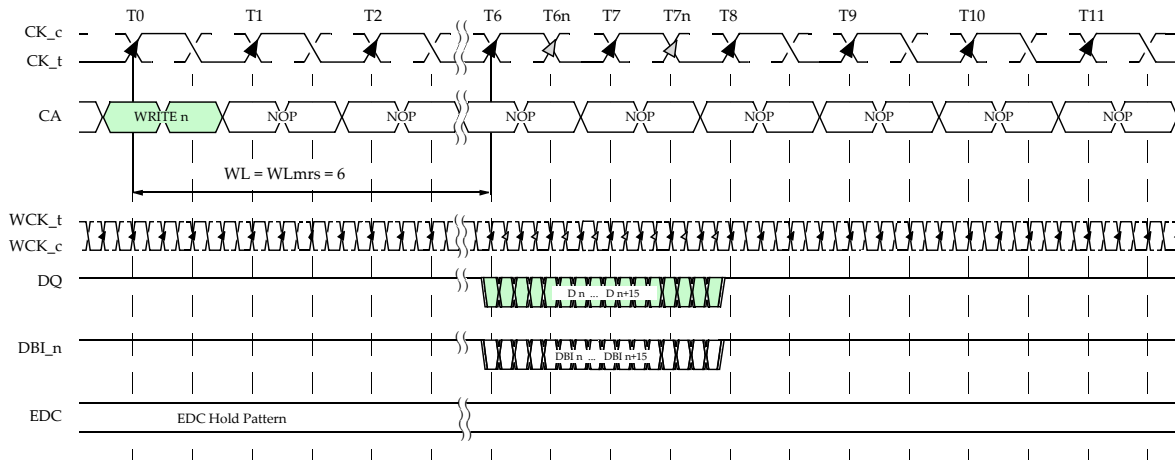 T0 T1 T2 T6 T6n T7 T7n T8 T9 T10 T11
CK_c
CK_t
CA WRITE n NOP NOP NOP NOP NOP NOP NOP NOP
WL = WLmrs = 6
WCK_t
WCK_c
DQ
D n ... D n+15
DBI_n
DBI n ... DBI n+15
EDC
EDC Hold Pattern